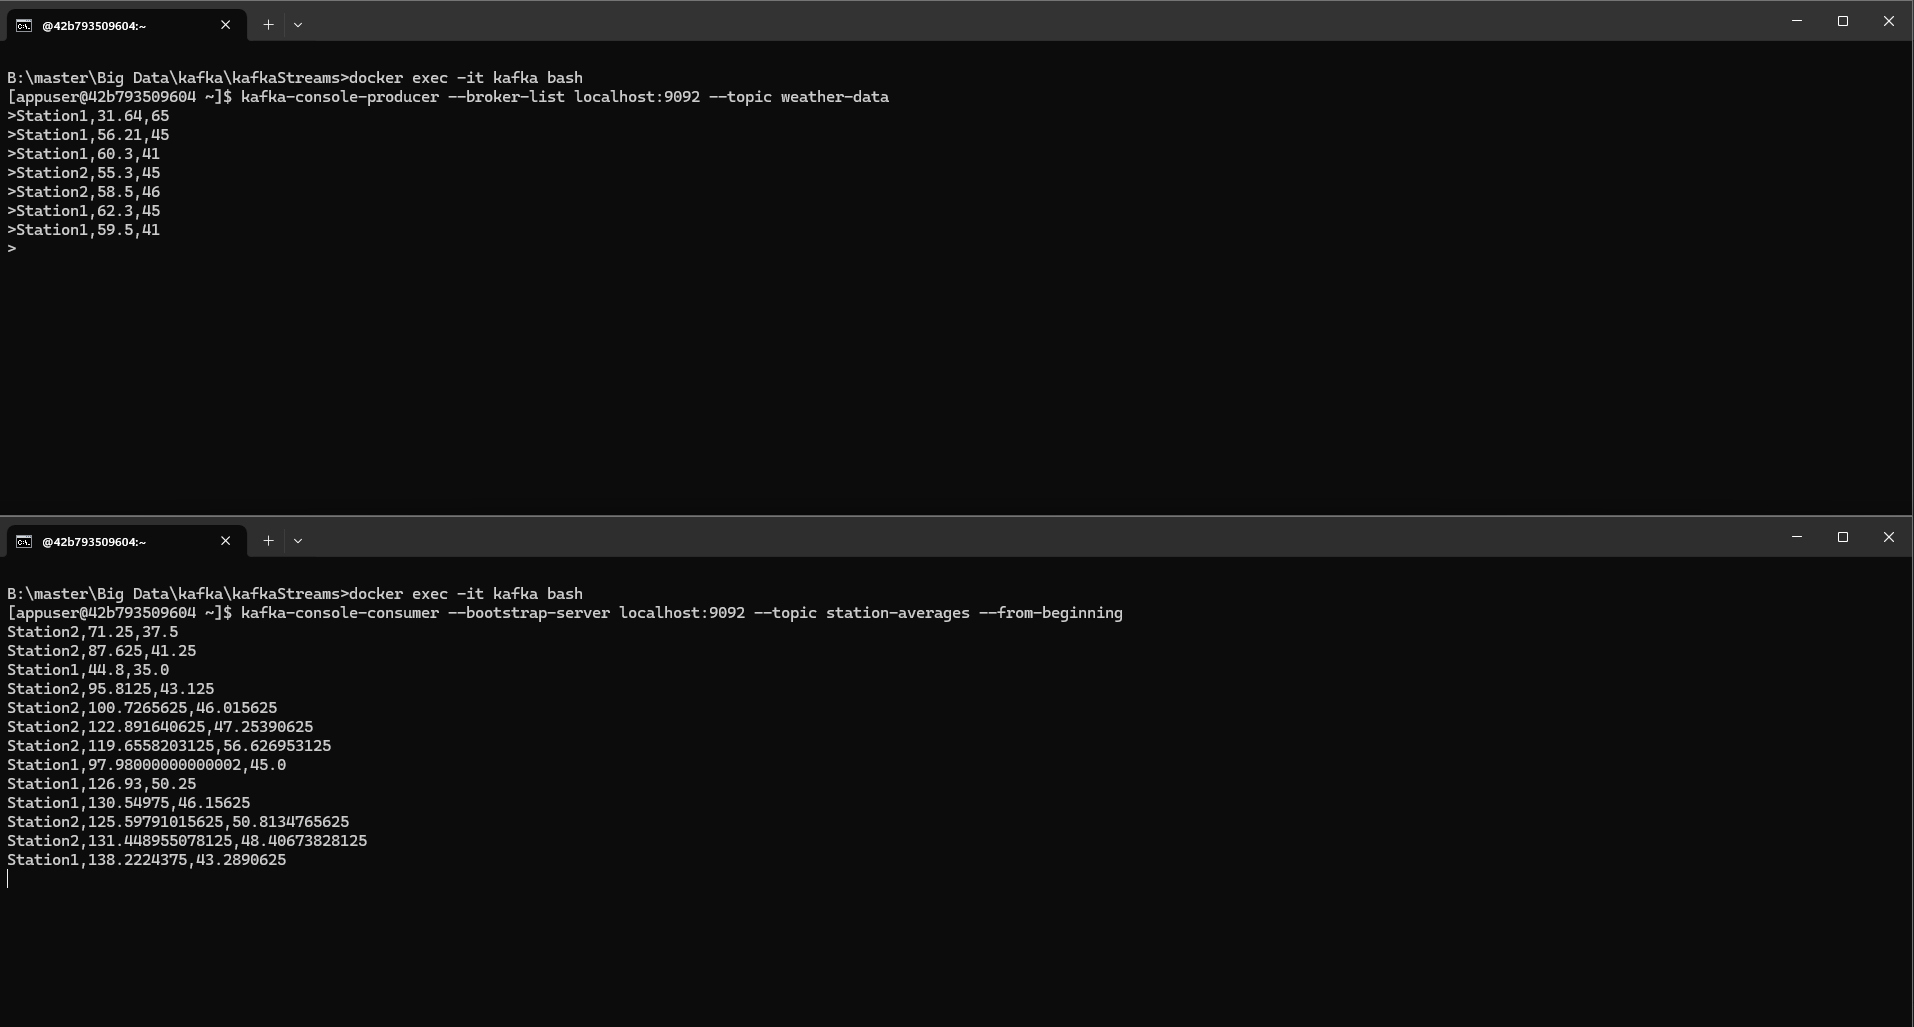 @42b793509604:~
B:\master\Big Data\kafka\kafkaStreams>docker exec -it kafka bash
[appuser@42b793509604 ~]$ kafka-console-producer --broker-list localhost:9092 --topic weather-data
>Station1,31.64,65
>Station1,56.21,45
>Station1,60.3,41
>Station2,55.3,45
>Station2,58.5,46
>Station1,62.3,45
>Station1,59.5,41
>
@42b793509604:~
B:\master\Big Data\kafka\kafkaStreams>docker exec -it kafka bash
[appuser@42b793509604 ~]$ kafka-console-consumer --bootstrap-server localhost:9092 --topic station-averages --from-beginning
Station2,71.25,37.5
Station2,87.625,41.25
Station1,44.8,35.0
Station2,95.8125,43.125
Station2,100.7265625,46.015625
Station2,122.891640625,47.25390625
Station2,119.6558203125,56.626953125
Station1,97.98000000000002,45.0
Station1,126.93,50.25
Station1,130.54975,46.15625
Station2,125.59791015625,50.8134765625
Station2,131.448955078125,48.40673828125
Station1,138.2224375,43.2890625